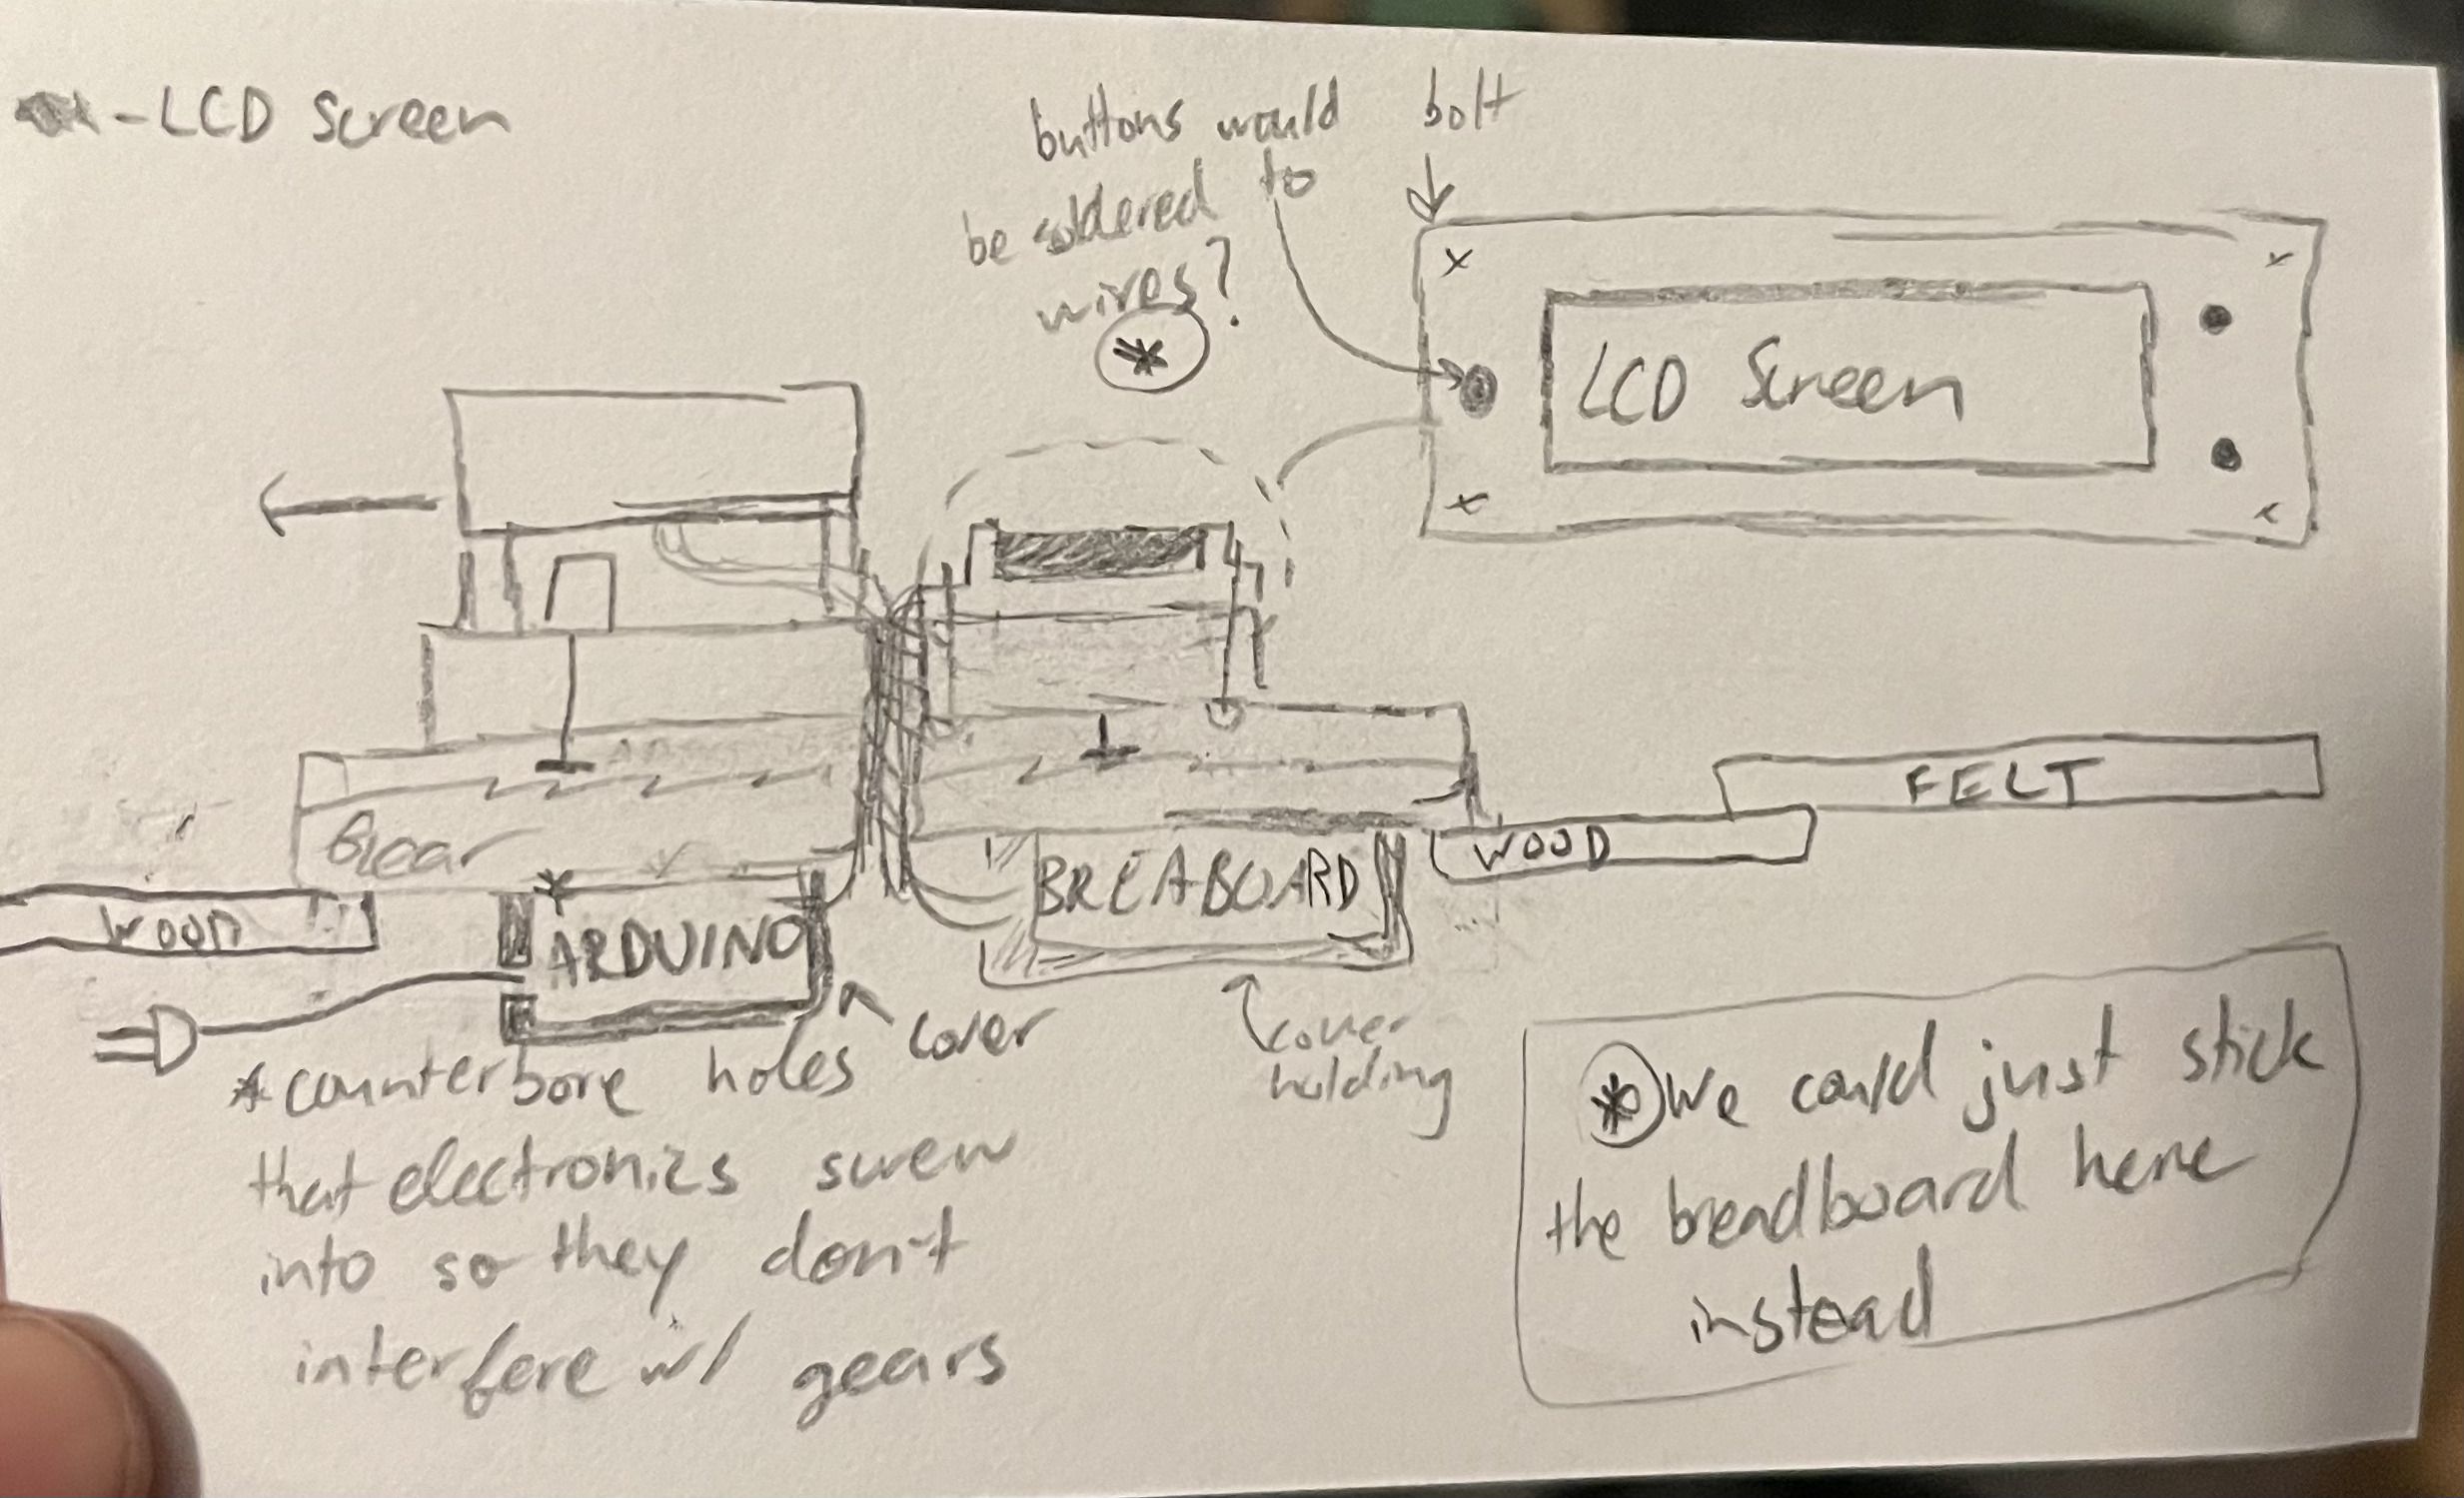 -LCD Screen
buttons would
be soldered to
wires?
*
bolt
LCD Screen
FELT
WOOD
Gear
WOOD
*
ARDUINO
BREABOARD
cover
cover
holding
*counterbore holes
that electronics screw
into so they don't
interfere w/ gears
* We could just stick
the breadboard here
instead